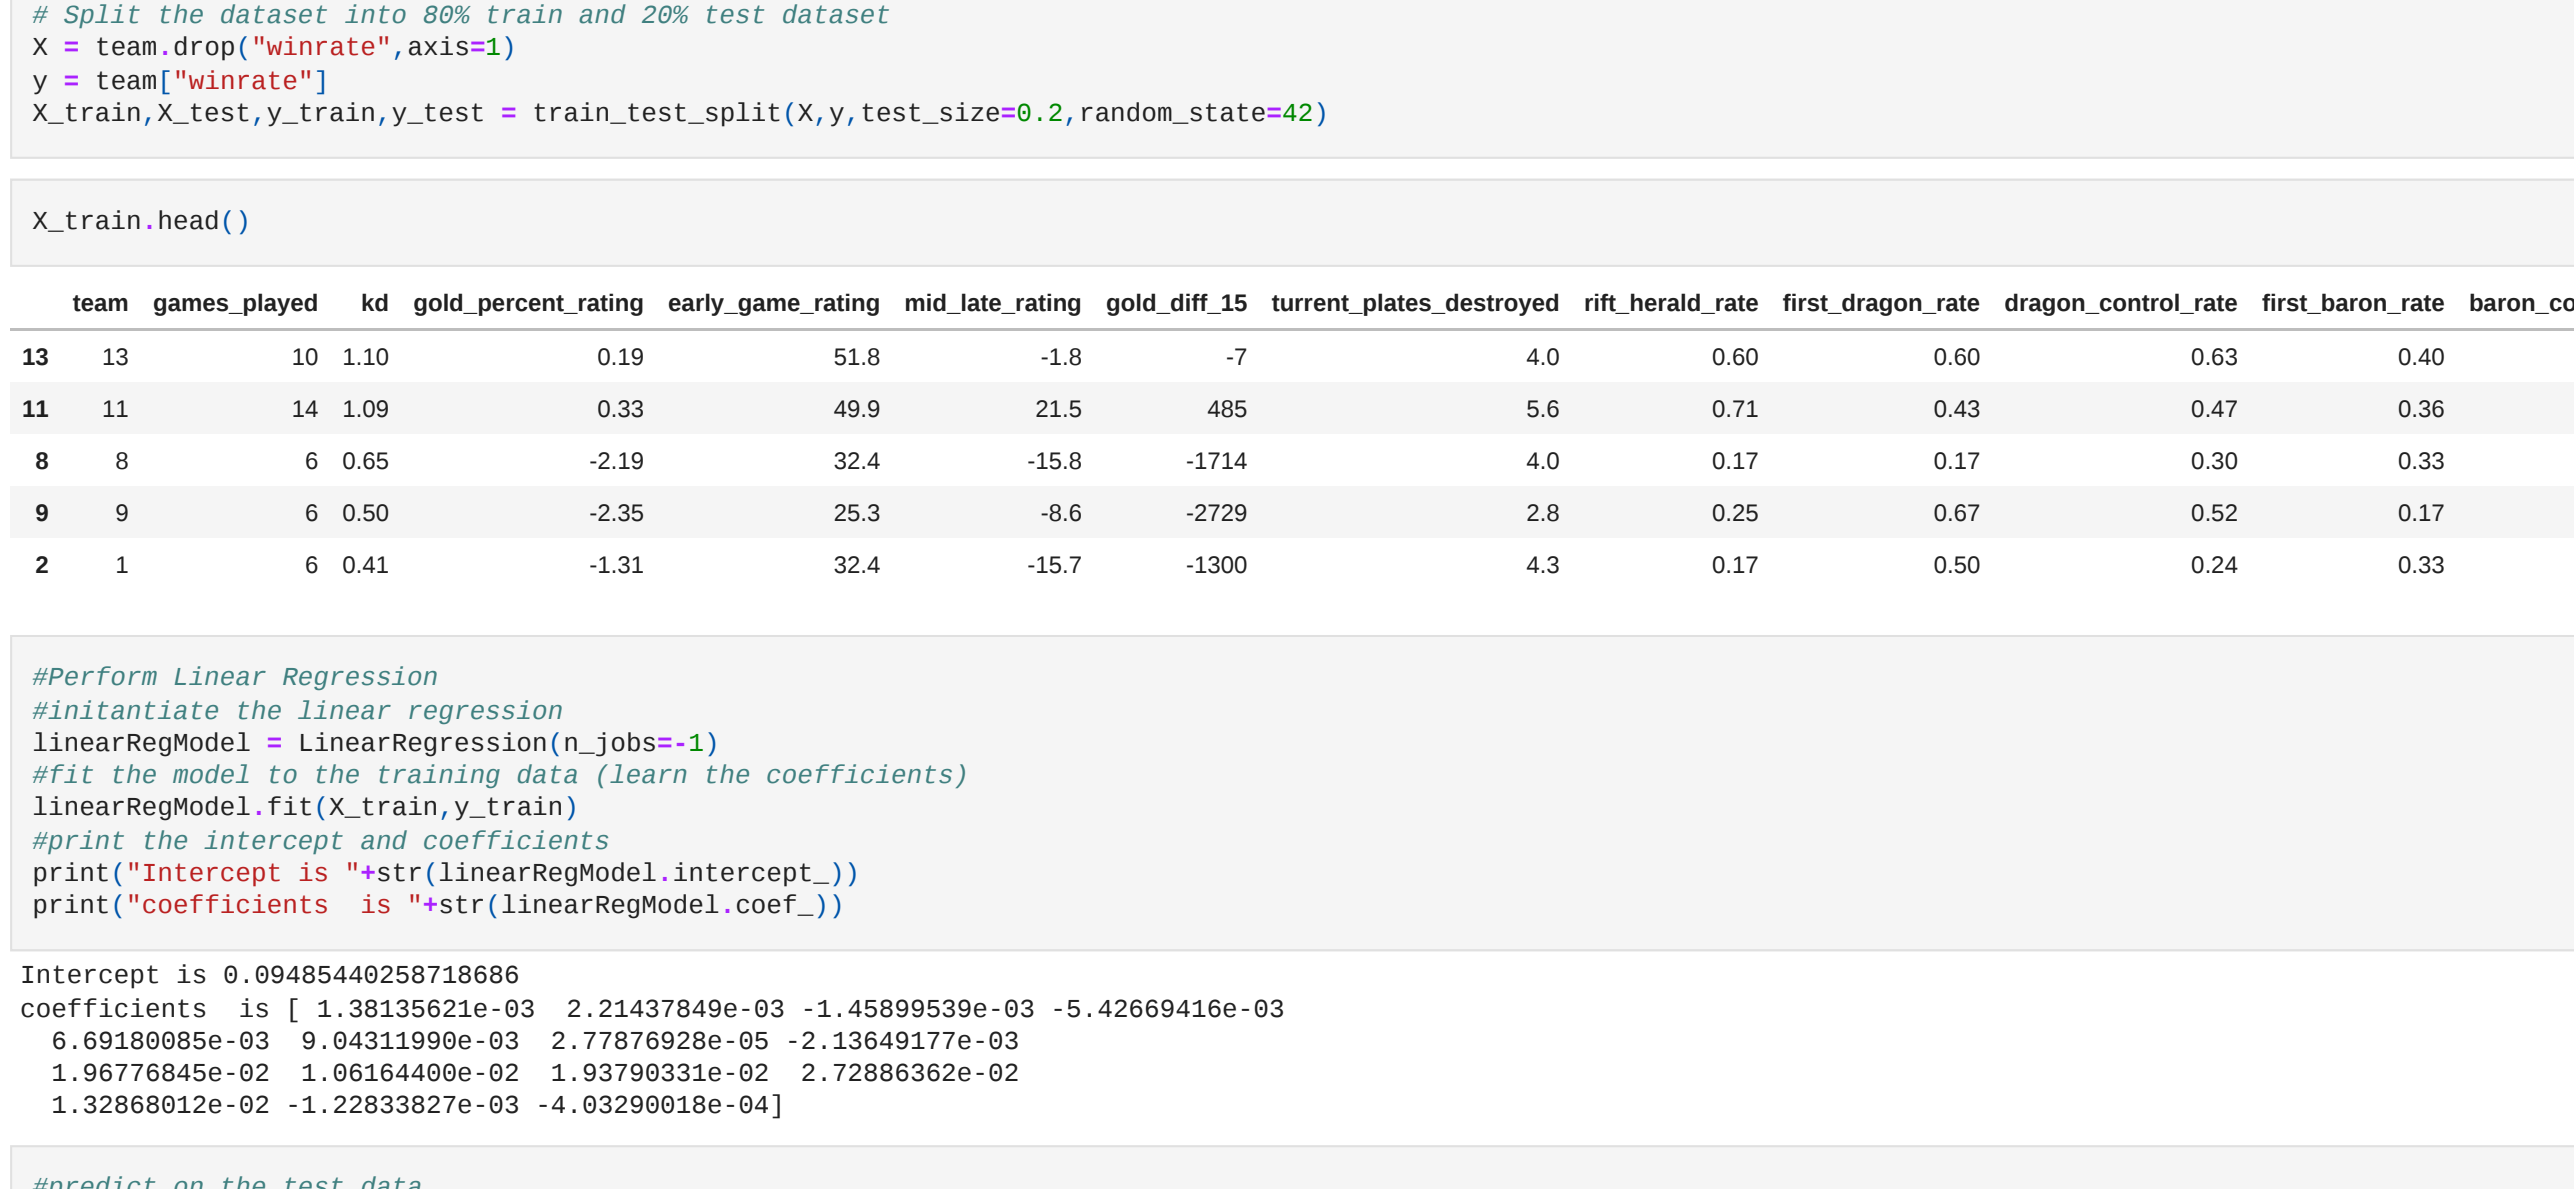 # Split the dataset into 80% train and 20% test dataset
X = team.drop("winrate",axis=1)
y = team["winrate"]
X_train,X_test,y_train,y_test = train_test_split(X,y,test_size=0.2,random_state=42)
X_train.head()
team games_played kd gold_percent_rating early_game_rating mid_late_rating gold_diff_15 turrent_plates_destroyed rift_herald_rate first_dragon_rate dragon_control_rate first_baron_rate baron_co
13 13 10 1.10 0.19 51.8 -1.8 -7 4.0 0.60 0.60 0.63 0.40
11 11 14 1.09 0.33 49.9 21.5 485 5.6 0.71 0.43 0.47 0.36
8 8 6 0.65 -2.19 32.4 -15.8 -1714 4.0 0.17 0.17 0.30 0.33
9 9 6 0.50 -2.35 25.3 -8.6 -2729 2.8 0.25 0.67 0.52 0.17
2 1 6 0.41 -1.31 32.4 -15.7 -1300 4.3 0.17 0.50 0.24 0.33
#Perform Linear Regression
#initantiate the linear regression
linearRegModel = LinearRegression(n_jobs=-1)
#fit the model to the training data (learn the coefficients)
linearRegModel.fit(X_train,y_train)
#print the intercept and coefficients
print("Intercept is "+str(linearRegModel.intercept_))
print("coefficients  is "+str(linearRegModel.coef_))
Intercept is 0.09485440258718686
coefficients  is [ 1.38135621e-03  2.21437849e-03 -1.45899539e-03 -5.42669416e-03
6.69180085e-03  9.04311990e-03  2.77876928e-05 -2.13649177e-03
1.96776845e-02  1.06164400e-02  1.93790331e-02  2.72886362e-02
1.32868012e-02 -1.22833827e-03 -4.03290018e-04]
#predict on the test data